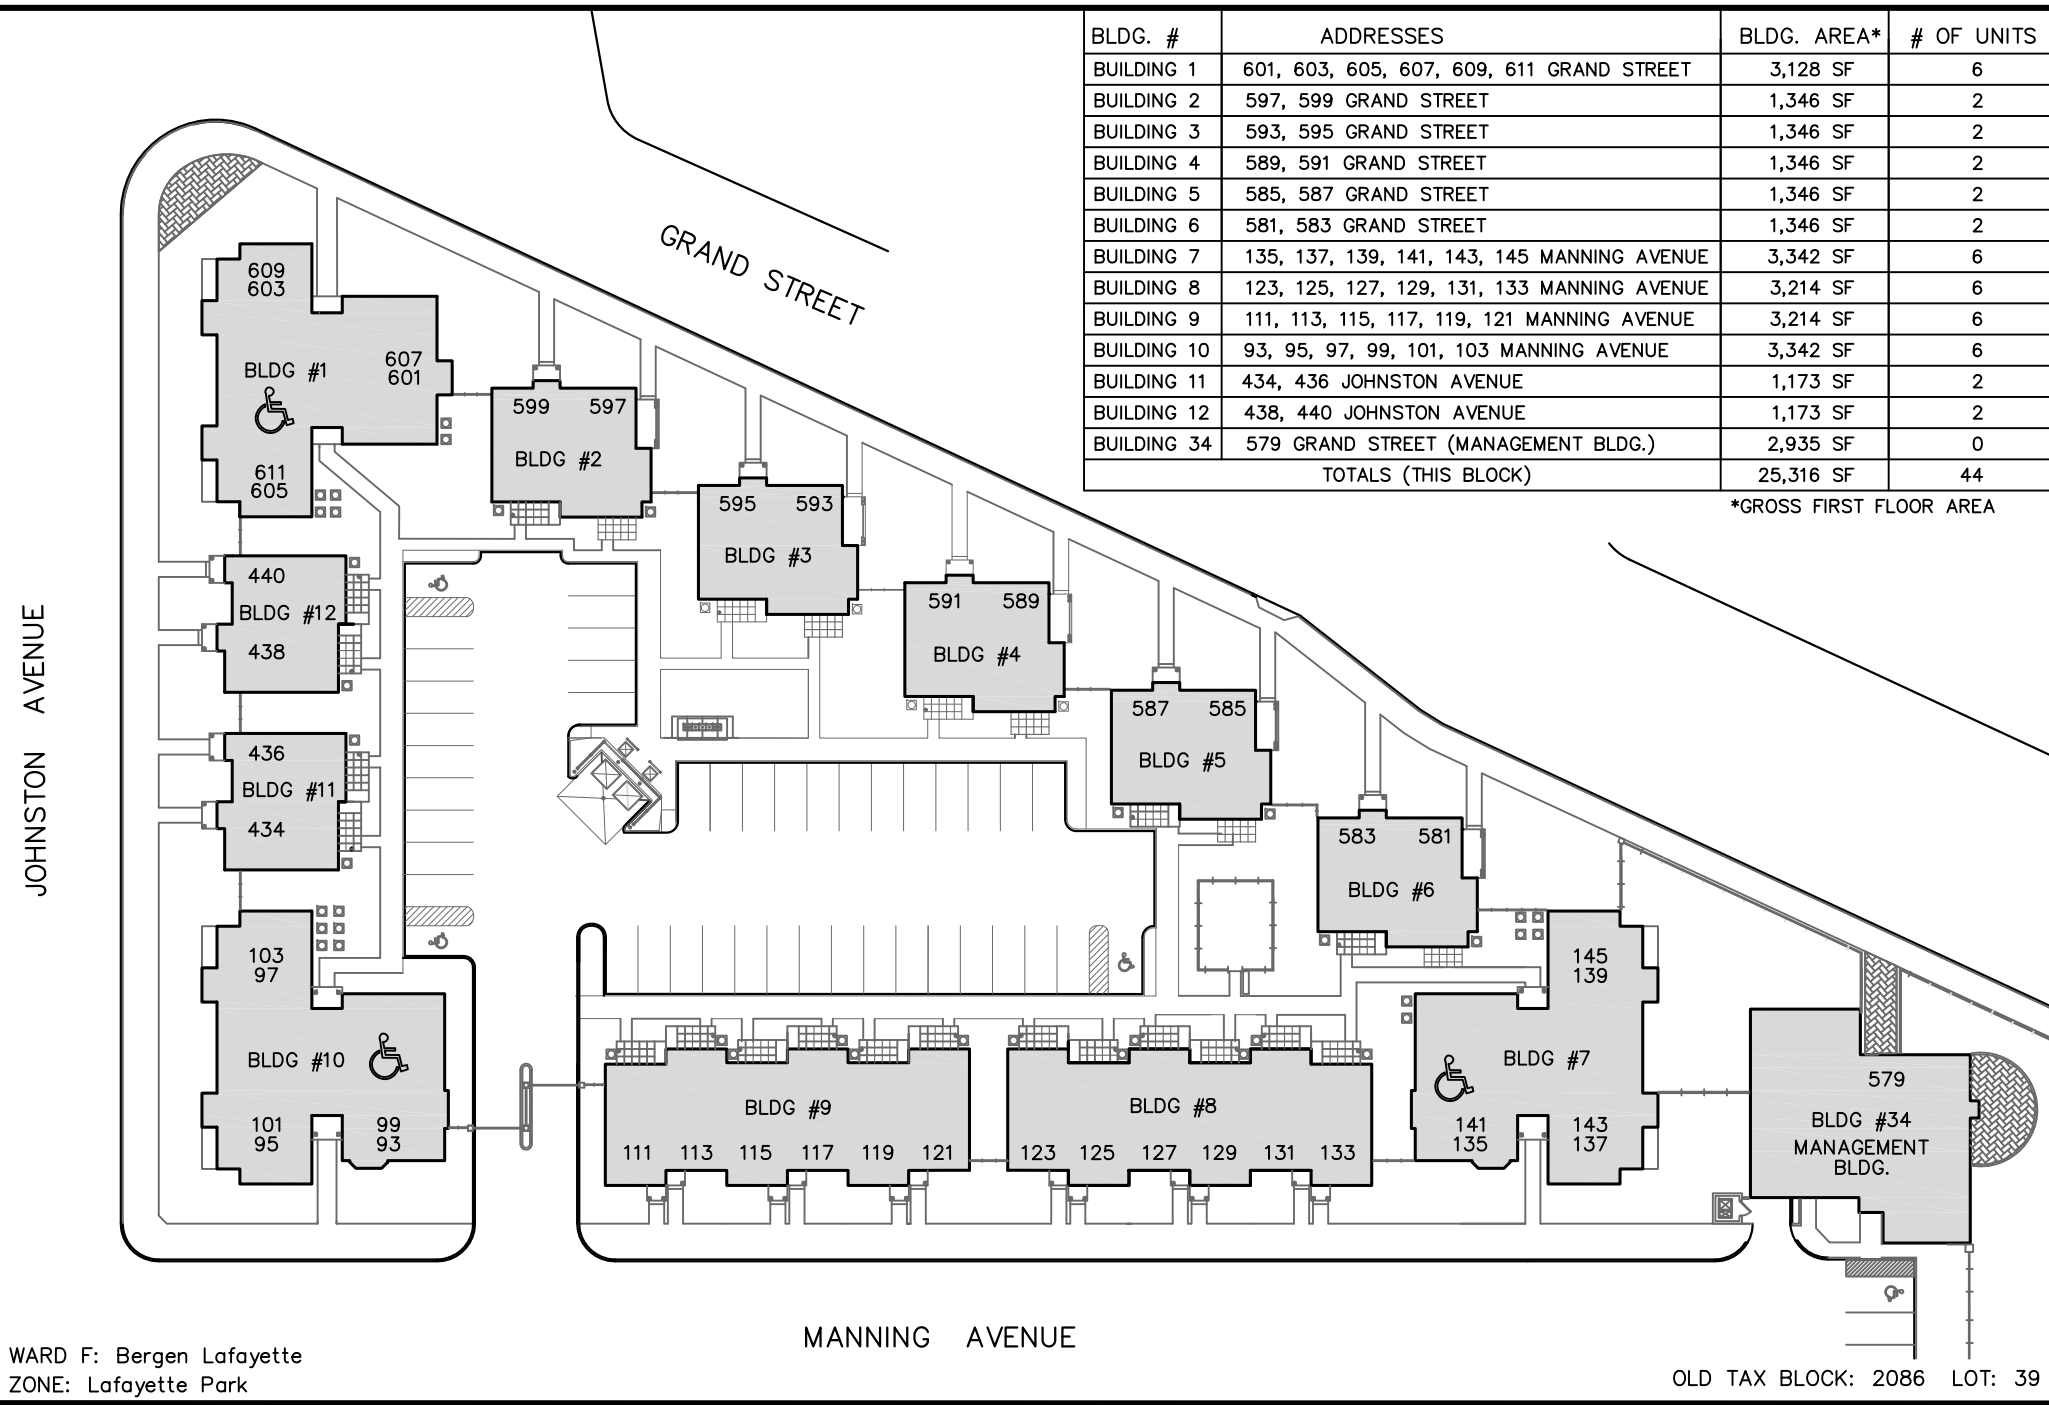 BLDG. # ADDRESSES BLDG. AREA* # OF UNITS
BUILDING 1 601, 603, 605, 607, 609, 611 GRAND STREET 3,128 SF 6
BUILDING 2 597, 599 GRAND STREET 1,346 SF 2
BUILDING 3 593, 595 GRAND STREET 1,346 SF 2
BUILDING 4 589, 591 GRAND STREET 1,346 SF 2
BUILDING 5 585, 587 GRAND STREET 1,346 SF 2
BUILDING 6 581, 583 GRAND STREET 1,346 SF 2
BUILDING 7 135, 137, 139, 141, 143, 145 MANNING AVENUE 3,342 SF 6
BUILDING 8 123, 125, 127, 129, 131, 133 MANNING AVENUE 3,214 SF 6
BUILDING 9 111, 113, 115, 117, 119, 121 MANNING AVENUE 3,214 SF 6
BUILDING 10 93, 95, 97, 99, 101, 103 MANNING AVENUE 3,342 SF 6
BUILDING 11 434, 436 JOHNSTON AVENUE 1,173 SF 2
BUILDING 12 438, 440 JOHNSTON AVENUE 1,173 SF 2
BUILDING 34 579 GRAND STREET (MANAGEMENT BLDG.) 2,935 SF 0
TOTALS (THIS BLOCK) 25,316 SF 44
*GROSS FIRST FLOOR AREA
GRAND STREET
609
603
607
601
BLDG #1
611
605
599 597
BLDG #2
595 593
BLDG #3
591 589
BLDG #4
587 585
BLDG #5
583 581
BLDG #6
440
BLDG #12
438
436
BLDG #11
434
JOHNSTON AVENUE
103
97
BLDG #10
101
95
99
93
BLDG #9
111 113 115 117 119 121
BLDG #8
123 125 127 129 131 133
145
139
BLDG #7
141
135
143
137
579
BLDG #34
MANAGEMENT
BLDG.
MANNING AVENUE
WARD F: Bergen Lafayette
ZONE: Lafayette Park
OLD TAX BLOCK: 2086 LOT: 39